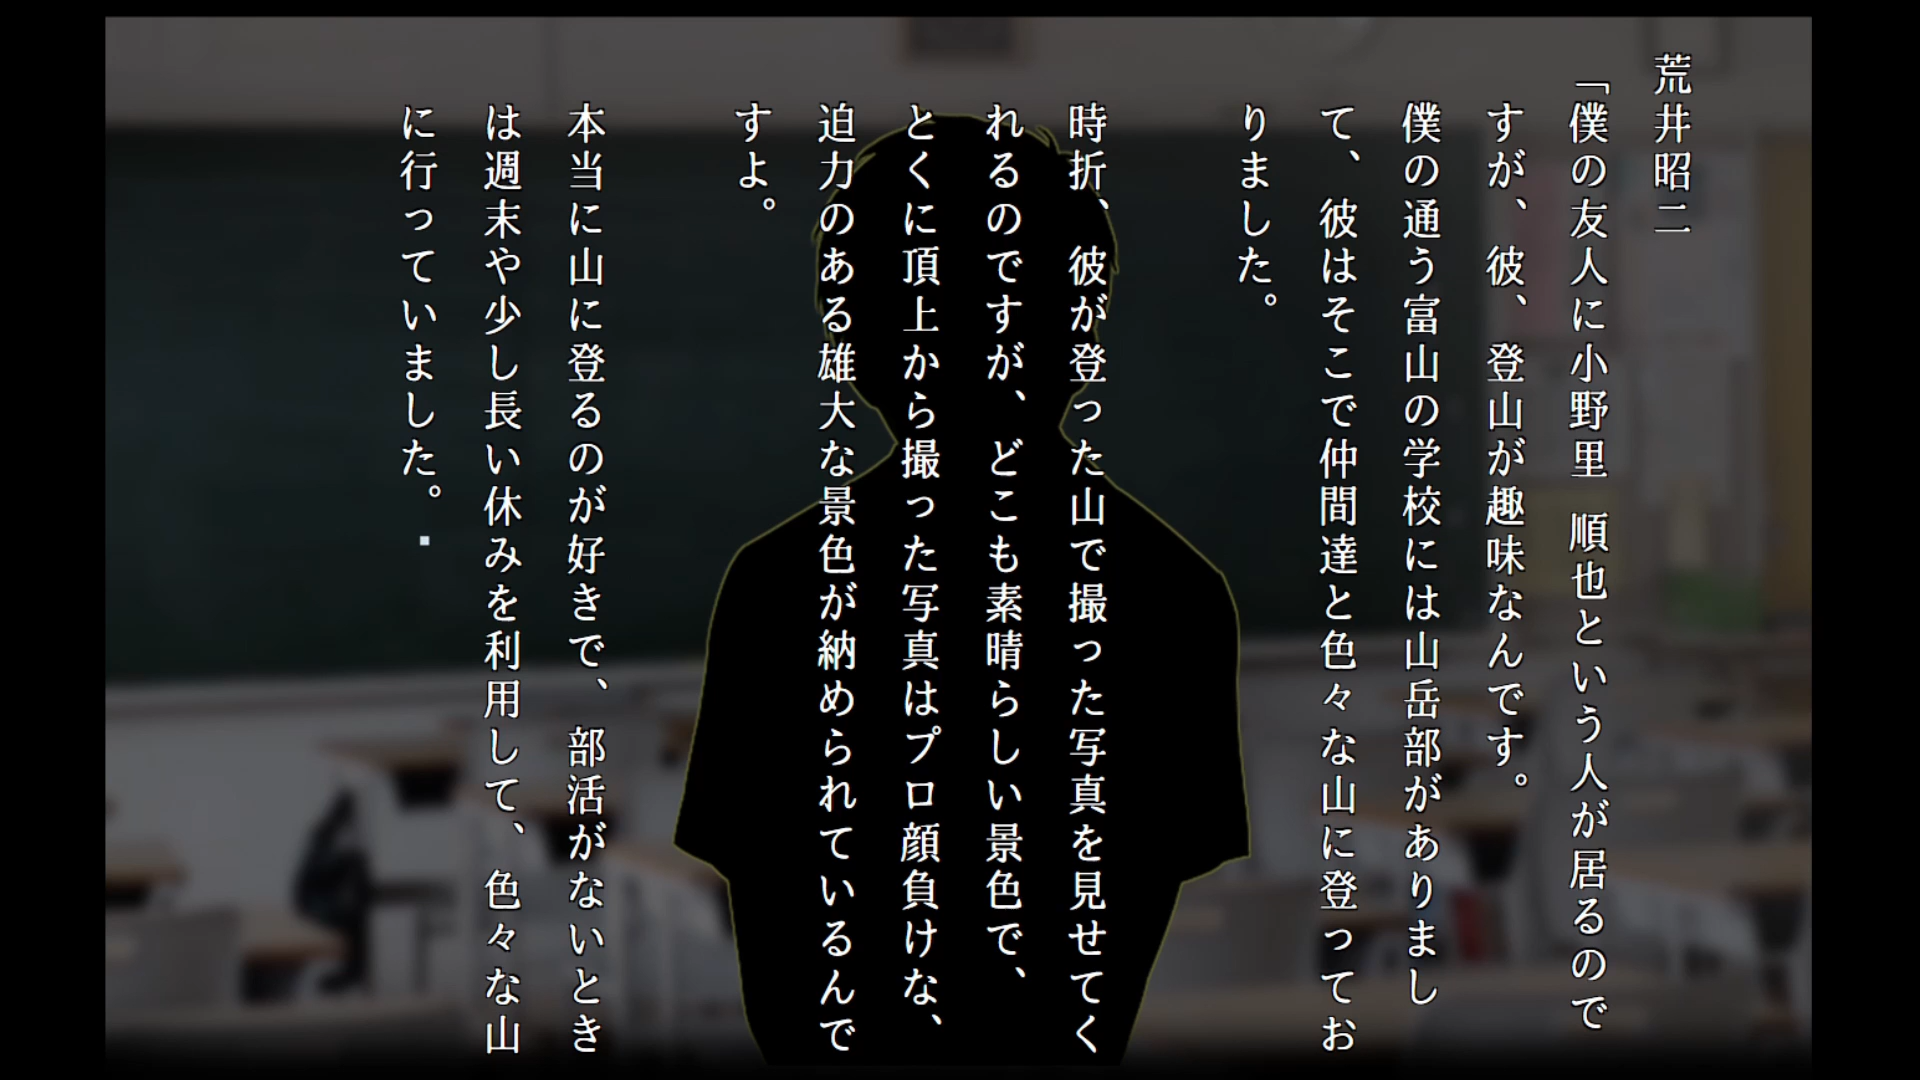 荒井昭二
「僕の友人に小野里 順也という人が居るので
すが、彼、登山が趣味なんです。
僕の通う富山の学校には山岳部がありまし
て、彼はそこで仲間達と色々な山に登ってお
りました。
時折、彼が登った山で撮った写真を見せてく
れるのですが、どこも素晴らしい景色で、
とくに頂上から撮った写真はプロ顔負けな、
迫力のある雄大な景色が納められているんで
すよ。
本当に山に登るのが好きで、部活がないとき
は週末や少し長い休みを利用して、色々な山
に行っていました。